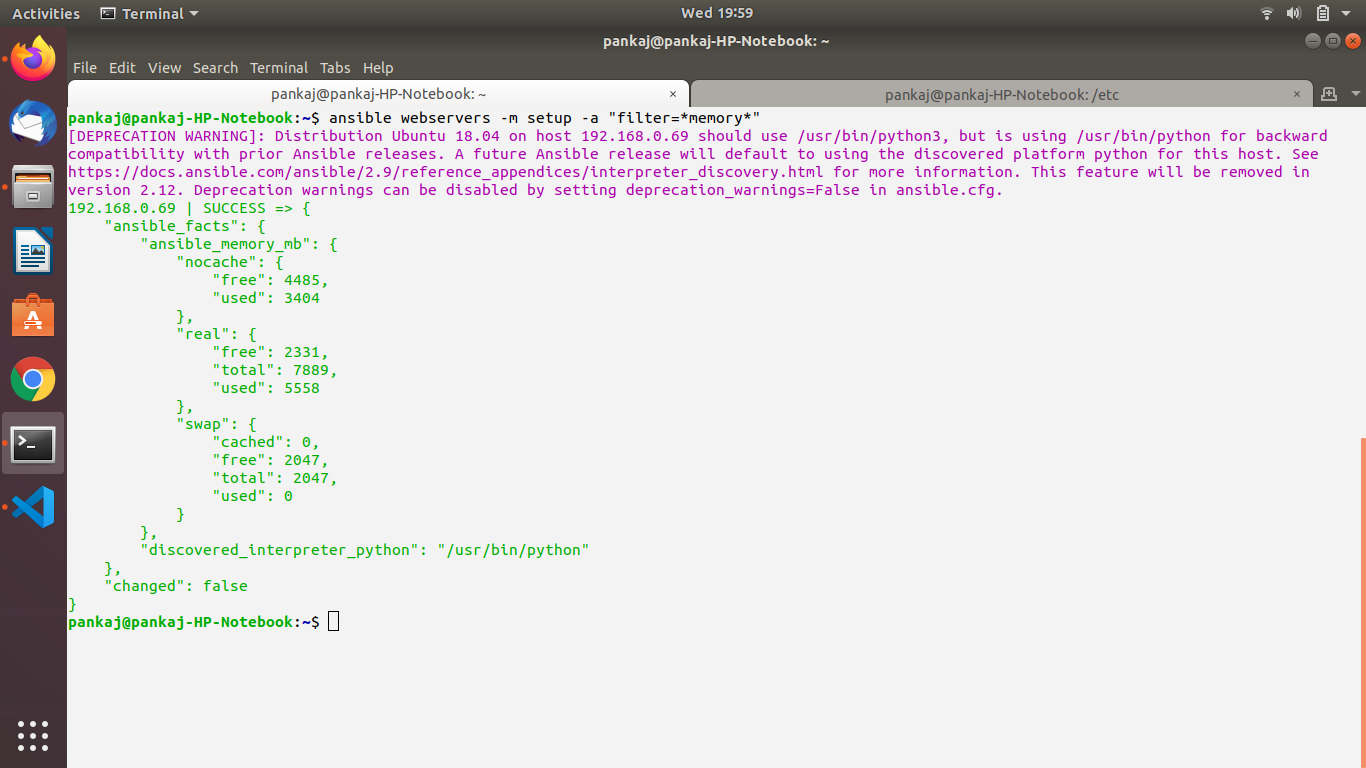 Activities Terminal Wed 19:59
pankaj@pankaj-HP-Notebook: ~
File Edit View Search Terminal Tabs Help
pankaj@pankaj-HP-Notebook: ~ × pankaj@pankaj-HP-Notebook: /etc ×
pankaj@pankaj-HP-Notebook:~$ ansible webservers -m setup -a "filter=*memory*"
[DEPRECATION WARNING]: Distribution Ubuntu 18.04 on host 192.168.0.69 should use /usr/bin/python3, but is using /usr/bin/python for backward
compatibility with prior Ansible releases. A future Ansible release will default to using the discovered platform python for this host. See
https://docs.ansible.com/ansible/2.9/reference_appendices/interpreter_discovery.html for more information. This feature will be removed in
version 2.12. Deprecation warnings can be disabled by setting deprecation_warnings=False in ansible.cfg.
192.168.0.69 | SUCCESS => {
    "ansible_facts": {
        "ansible_memory_mb": {
            "nocache": {
                "free": 4485,
                "used": 3404
            },
            "real": {
                "free": 2331,
                "total": 7889,
                "used": 5558
            },
            "swap": {
                "cached": 0,
                "free": 2047,
                "total": 2047,
                "used": 0
            }
        },
        "discovered_interpreter_python": "/usr/bin/python"
    },
    "changed": false
}
pankaj@pankaj-HP-Notebook:~$